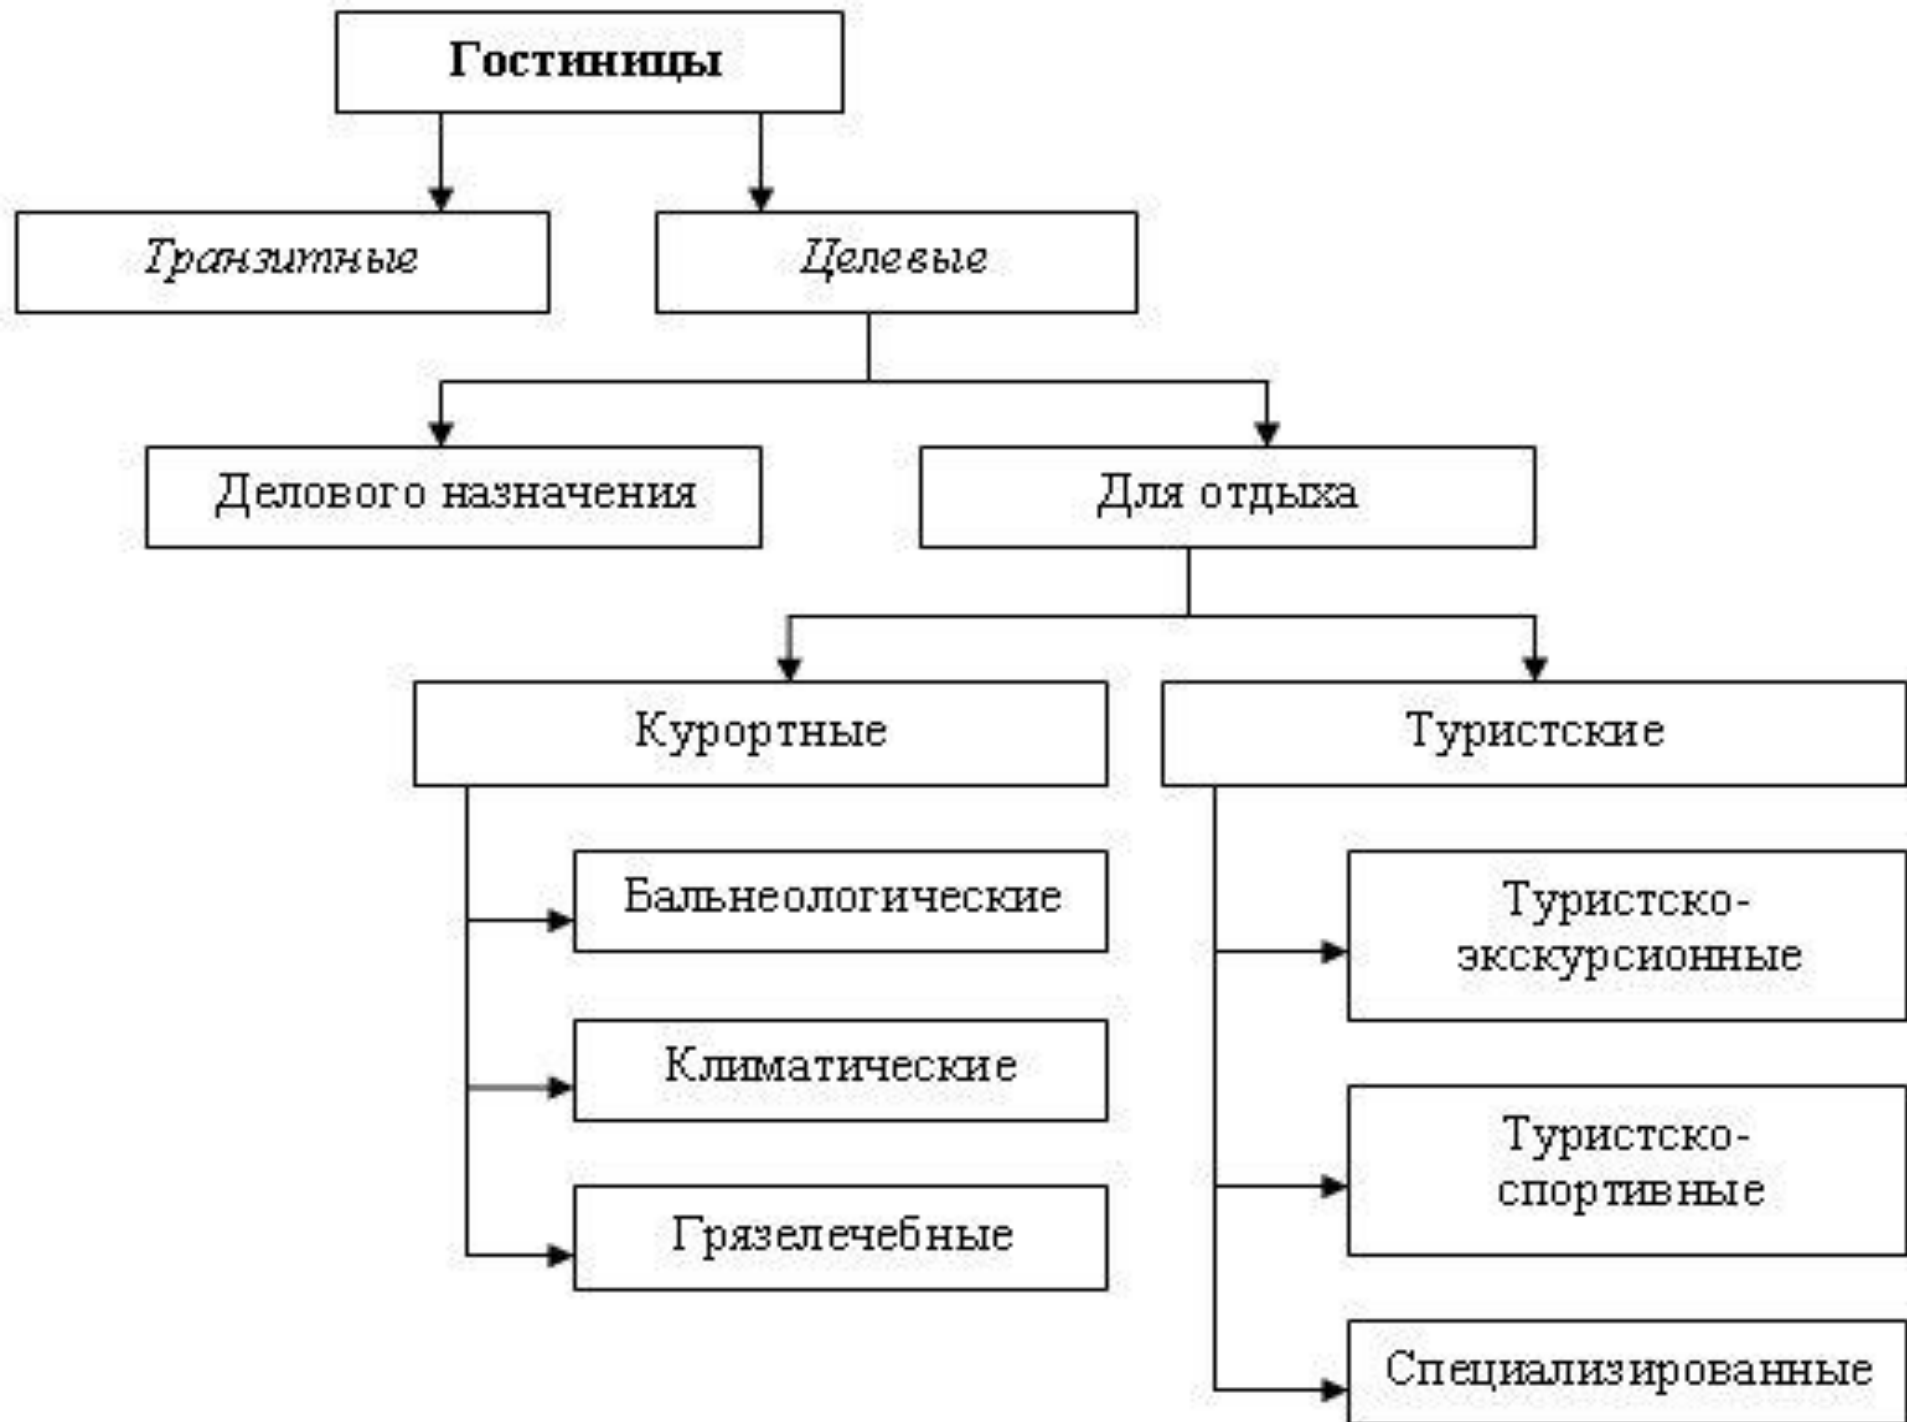 Гостиницы
Транзитные
Целевые
Делового назначения
Для отдыха
Курортные
Туристские
Бальнеологические
Туристско-
экскурсионные
Климатические
Туристско-
спортивные
Грязелечебные
Специализированные